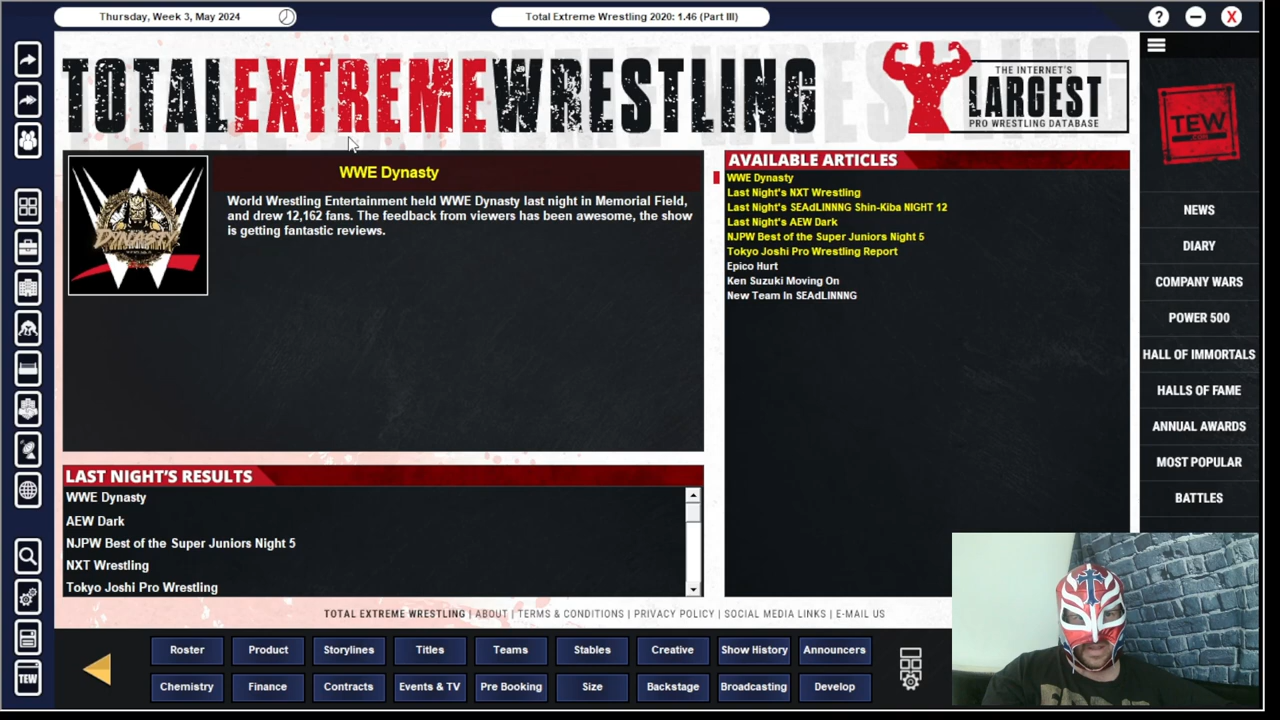 Thursday, Week 3, May 2024
Total Extreme Wrestling 2020: 1.46 (Part III)
?
X
TOTALEXTREMEWRESTLING
THE INTERNET'S
LARGEST
PRO WRESTLING DATABASE
WWE Dynasty
World Wrestling Entertainment held WWE Dynasty last night in Memorial Field,
and drew 12,162 fans. The feedback from viewers has been awesome, the show
is getting fantastic reviews.
AVAILABLE ARTICLES
WWE Dynasty
Last Night's NXT Wrestling
Last Night's SEAdLINNNG Shin-Kiba NIGHT 12
Last Night's AEW Dark
NJPW Best of the Super Juniors Night 5
Tokyo Joshi Pro Wrestling Report
Epico Hurt
Ken Suzuki Moving On
New Team In SEAdLINNNG
LAST NIGHT'S RESULTS
WWE Dynasty
AEW Dark
NJPW Best of the Super Juniors Night 5
NXT Wrestling
Tokyo Joshi Pro Wrestling
TOTAL EXTREME WRESTLING | ABOUT | TERMS & CONDITIONS | PRIVACY POLICY | SOCIAL MEDIA LINKS | E-MAIL US
TEW
.COM
NEWS
DIARY
COMPANY WARS
POWER 500
HALL OF IMMORTALS
HALLS OF FAME
ANNUAL AWARDS
MOST POPULAR
BATTLES
Roster
Product
Storylines
Titles
Teams
Stables
Creative
Show History
Announcers
Chemistry
Finance
Contracts
Events & TV
Pre Booking
Size
Backstage
Broadcasting
Develop
TEW